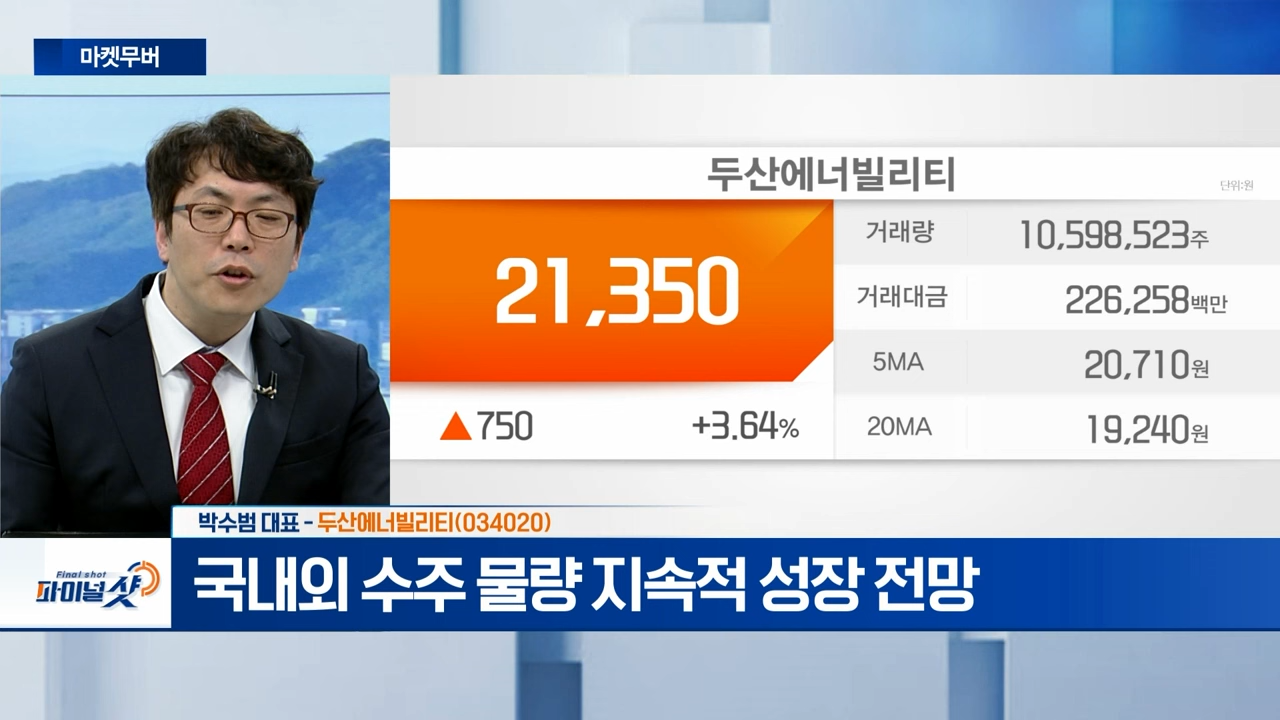 마켓무버
두산에너빌리티
단위:원
21,350
▲750 +3.64%
거래량 10,598,523주
거래대금 226,258백만
5MA 20,710원
20MA 19,240원
박수범 대표 - 두산에너빌리티(034020)
Final shot
파이널샷
국내외 수주 물량 지속적 성장 전망